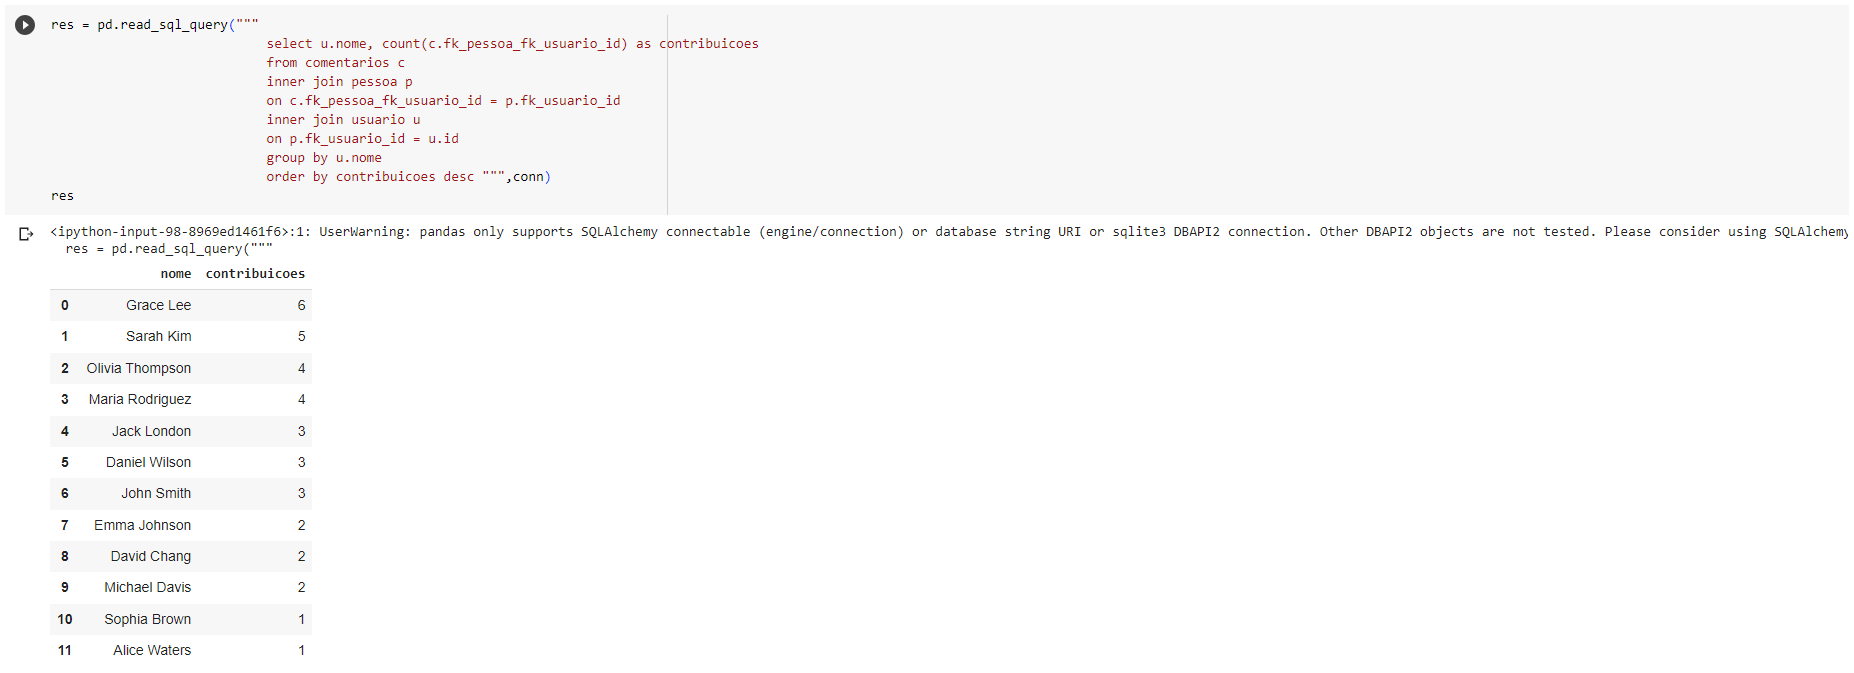 res = pd.read_sql_query("""
select u.nome, count(c.fk_pessoa_fk_usuario_id) as contribuicoes
from comentarios c
inner join pessoa p
on c.fk_pessoa_fk_usuario_id = p.fk_usuario_id
inner join usuario u
on p.fk_usuario_id = u.id
group by u.nome
order by contribuicoes desc """,conn)
res
<ipython-input-98-8969ed1461f6>:1: UserWarning: pandas only supports SQLAlchemy connectable (engine/connection) or database string URI or sqlite3 DBAPI2 connection. Other DBAPI2 objects are not tested. Please consider using SQLAlchemy
res = pd.read_sql_query("""
nome contribuicoes
0 Grace Lee 6
1 Sarah Kim 5
2 Olivia Thompson 4
3 Maria Rodriguez 4
4 Jack London 3
5 Daniel Wilson 3
6 John Smith 3
7 Emma Johnson 2
8 David Chang 2
9 Michael Davis 2
10 Sophia Brown 1
11 Alice Waters 1